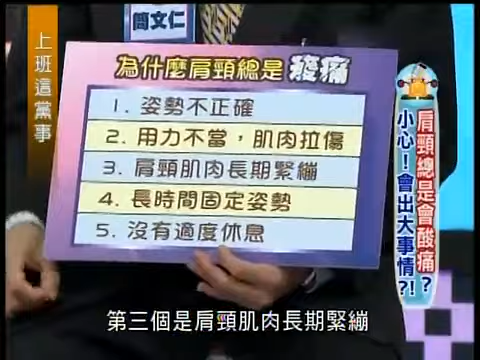 簡文仁
上班這黨事
為什麼肩頸總是痠痛
1. 姿勢不正確
2. 用力不當，肌肉拉傷
3. 肩頸肌肉長期緊繃
4. 長時間固定姿勢
5. 沒有適度休息
肩頸總是會酸痛？
小心！會出大事情?!
第三個是肩頸肌肉長期緊繃